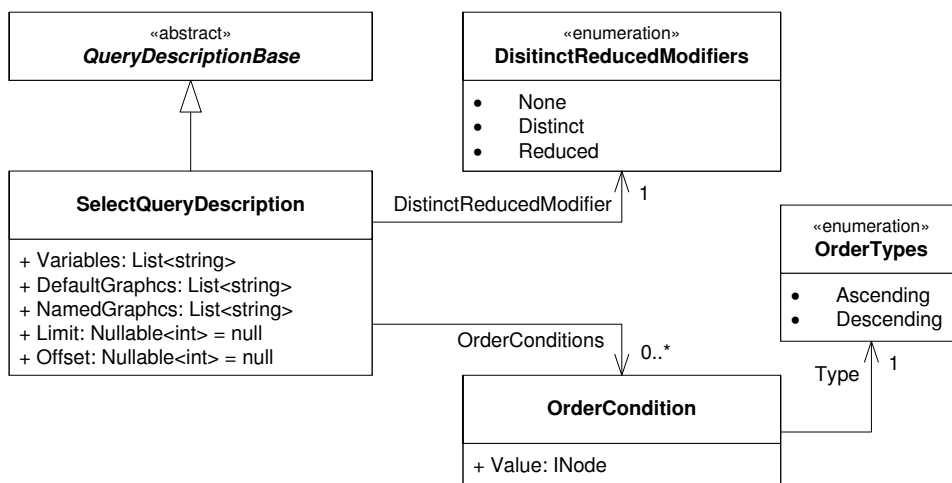 «abstract»
QueryDescriptionBase
«enumeration»
DisitinctReducedModifiers
• None
• Distinct
• Reduced
SelectQueryDescription
+ Variables: List<string>
+ DefaultGraphcs: List<string>
+ NamedGraphcs: List<string>
+ Limit: Nullable<int> = null
+ Offset: Nullable<int> = null
DistinctReducedModifier
1
«enumeration»
OrderTypes
• Ascending
• Descending
OrderConditions
0..*
Type
1
OrderCondition
+ Value: INode